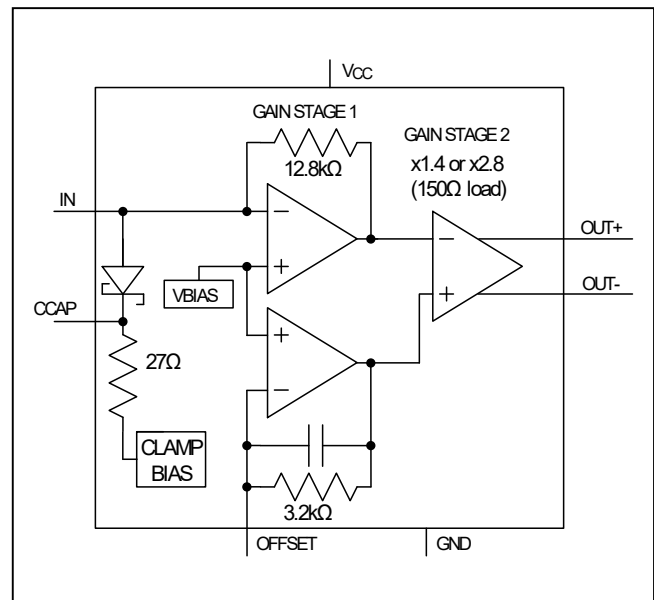 VCC
GAIN STAGE 1
12.8kΩ
GAIN STAGE 2
x1.4 or x2.8
(150Ω load)
IN
−
+
VBIAS
−
+
OUT+
OUT-
CCAP
27Ω
+
−
CLAMP
BIAS
3.2kΩ
OFFSET
GND